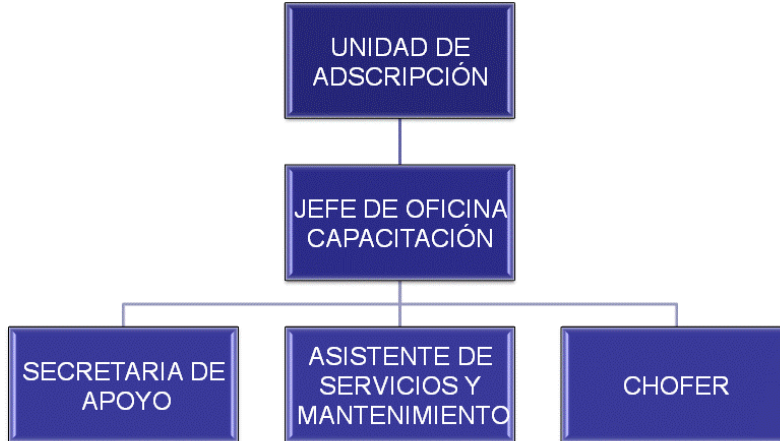 UNIDAD DE
ADSCRIPCIÓN
JEFE DE OFICINA
CAPACITACIÓN
SECRETARIA DE
APOYO
ASISTENTE DE
SERVICIOS Y
MANTENIMIENTO
CHOFER